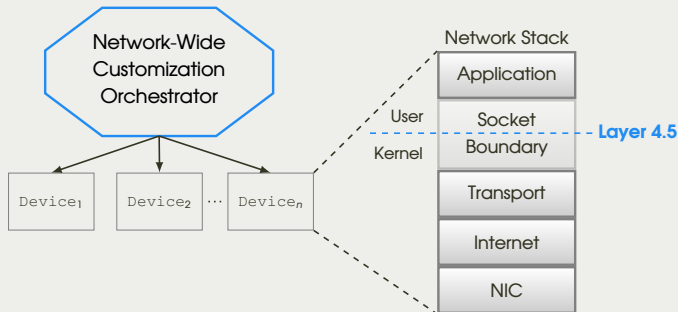 Network-Wide
Customization
Orchestrator
Device₁
Device₂
...
Deviceₙ
Network Stack
Application
User
Socket
Layer 4.5
Kernel
Boundary
Transport
Internet
NIC